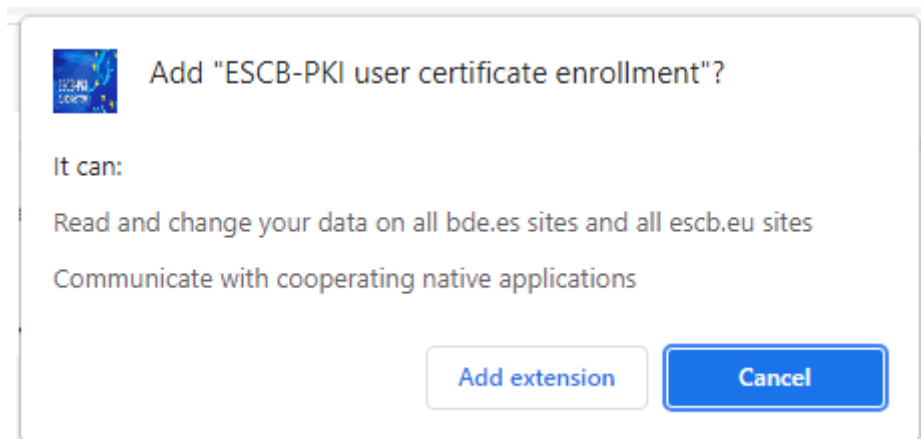 Add "ESCB-PKI user certificate enrollment"?
It can:
Read and change your data on all bde.es sites and all escb.eu sites
Communicate with cooperating native applications
Add extension
Cancel